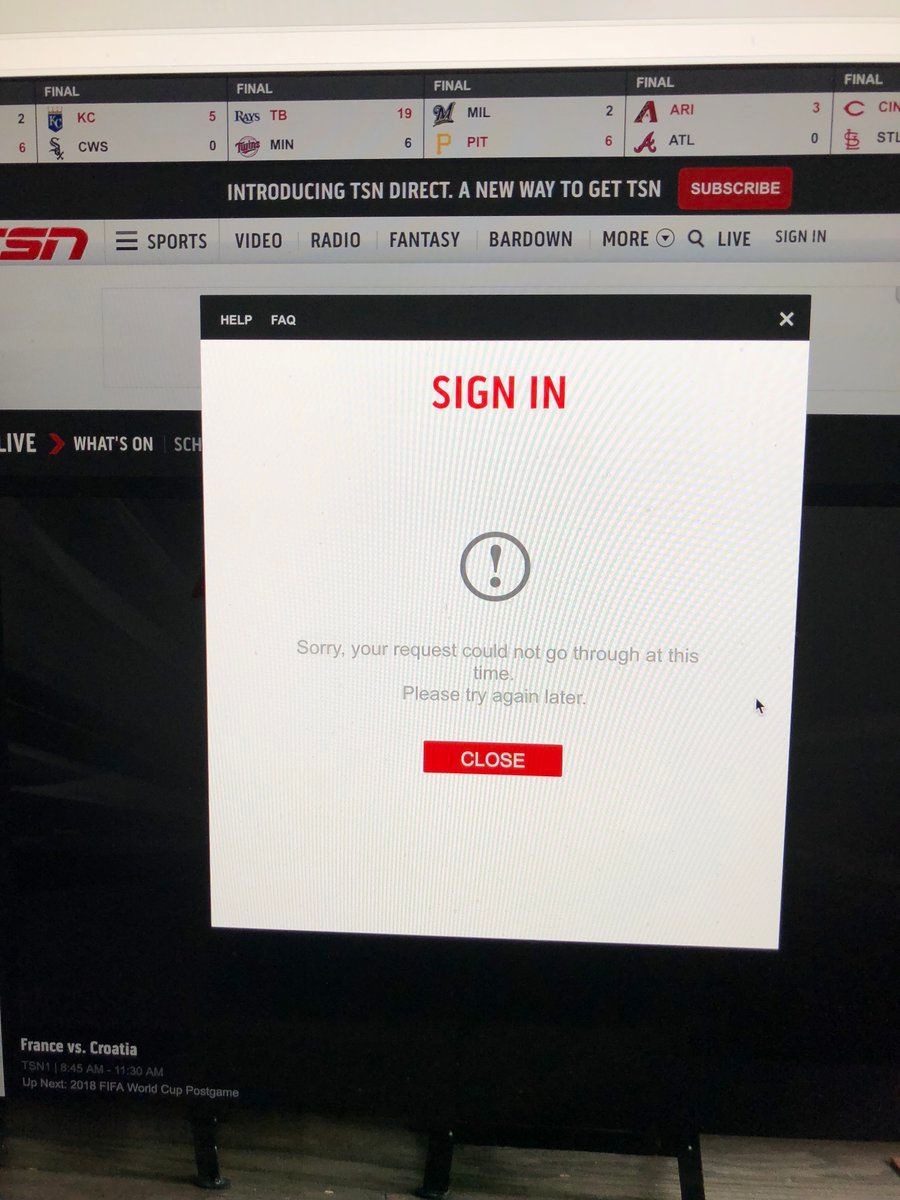 FINAL FINAL FINAL FINAL FINAL
2 KC 5 RAYS TB 19 MIL 2 ARI 3 CIN
6 CWS 0 Twins MIN 6 P PIT 6 ATL 0 STL
INTRODUCING TSN DIRECT. A NEW WAY TO GET TSN SUBSCRIBE
TSN SPORTS VIDEO RADIO FANTASY BARDOWN MORE LIVE SIGN IN
HELP FAQ
SIGN IN
LIVE WHAT'S ON SCH
Sorry, your request could not go through at this
time.
Please try again later.
CLOSE
France vs. Croatia
TSN1 | 8:45 AM - 11:30 AM
Up Next: 2018 FIFA World Cup Postgame